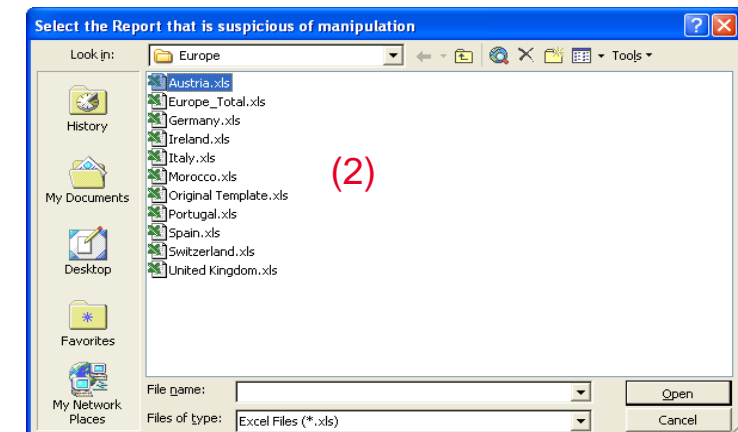 Select the Report that is suspicious of manipulation
Look in:
Europe
Tools
History
My Documents
Desktop
Favorites
My Network
Places
Austria.xls
Europe_Total.xls
Germany.xls
Ireland.xls
Italy.xls
Morocco.xls
Original Template.xls
Portugal.xls
Spain.xls
Switzerland.xls
United Kingdom.xls
(2)
File name:
Open
Files of type:
Excel Files (*.xls)
Cancel